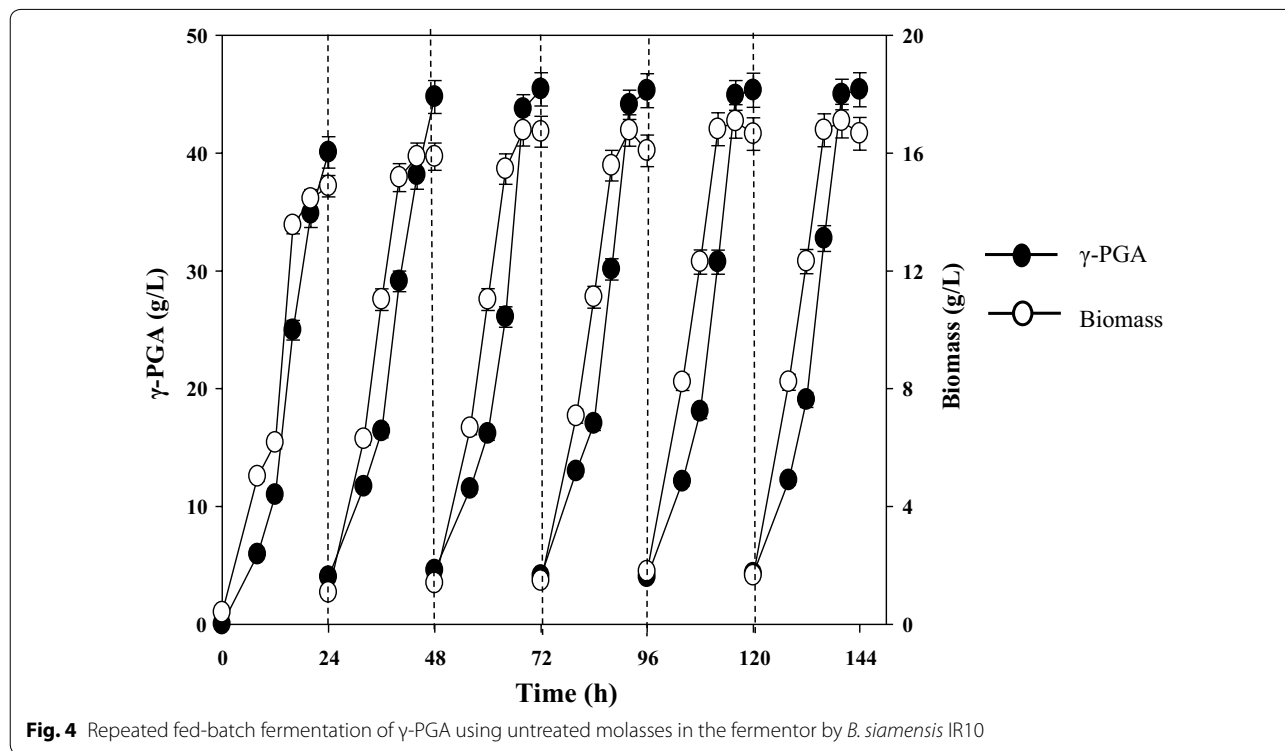 50
40
30
20
10
0
γ-PGA (g/L)
20
16
12
8
4
0
Biomass (g/L)
γ-PGA
Biomass
0 24 48 72 96 120 144
Time (h)
Fig. 4 Repeated fed-batch fermentation of γ-PGA using untreated molasses in the fermentor by B. siamensis IR10